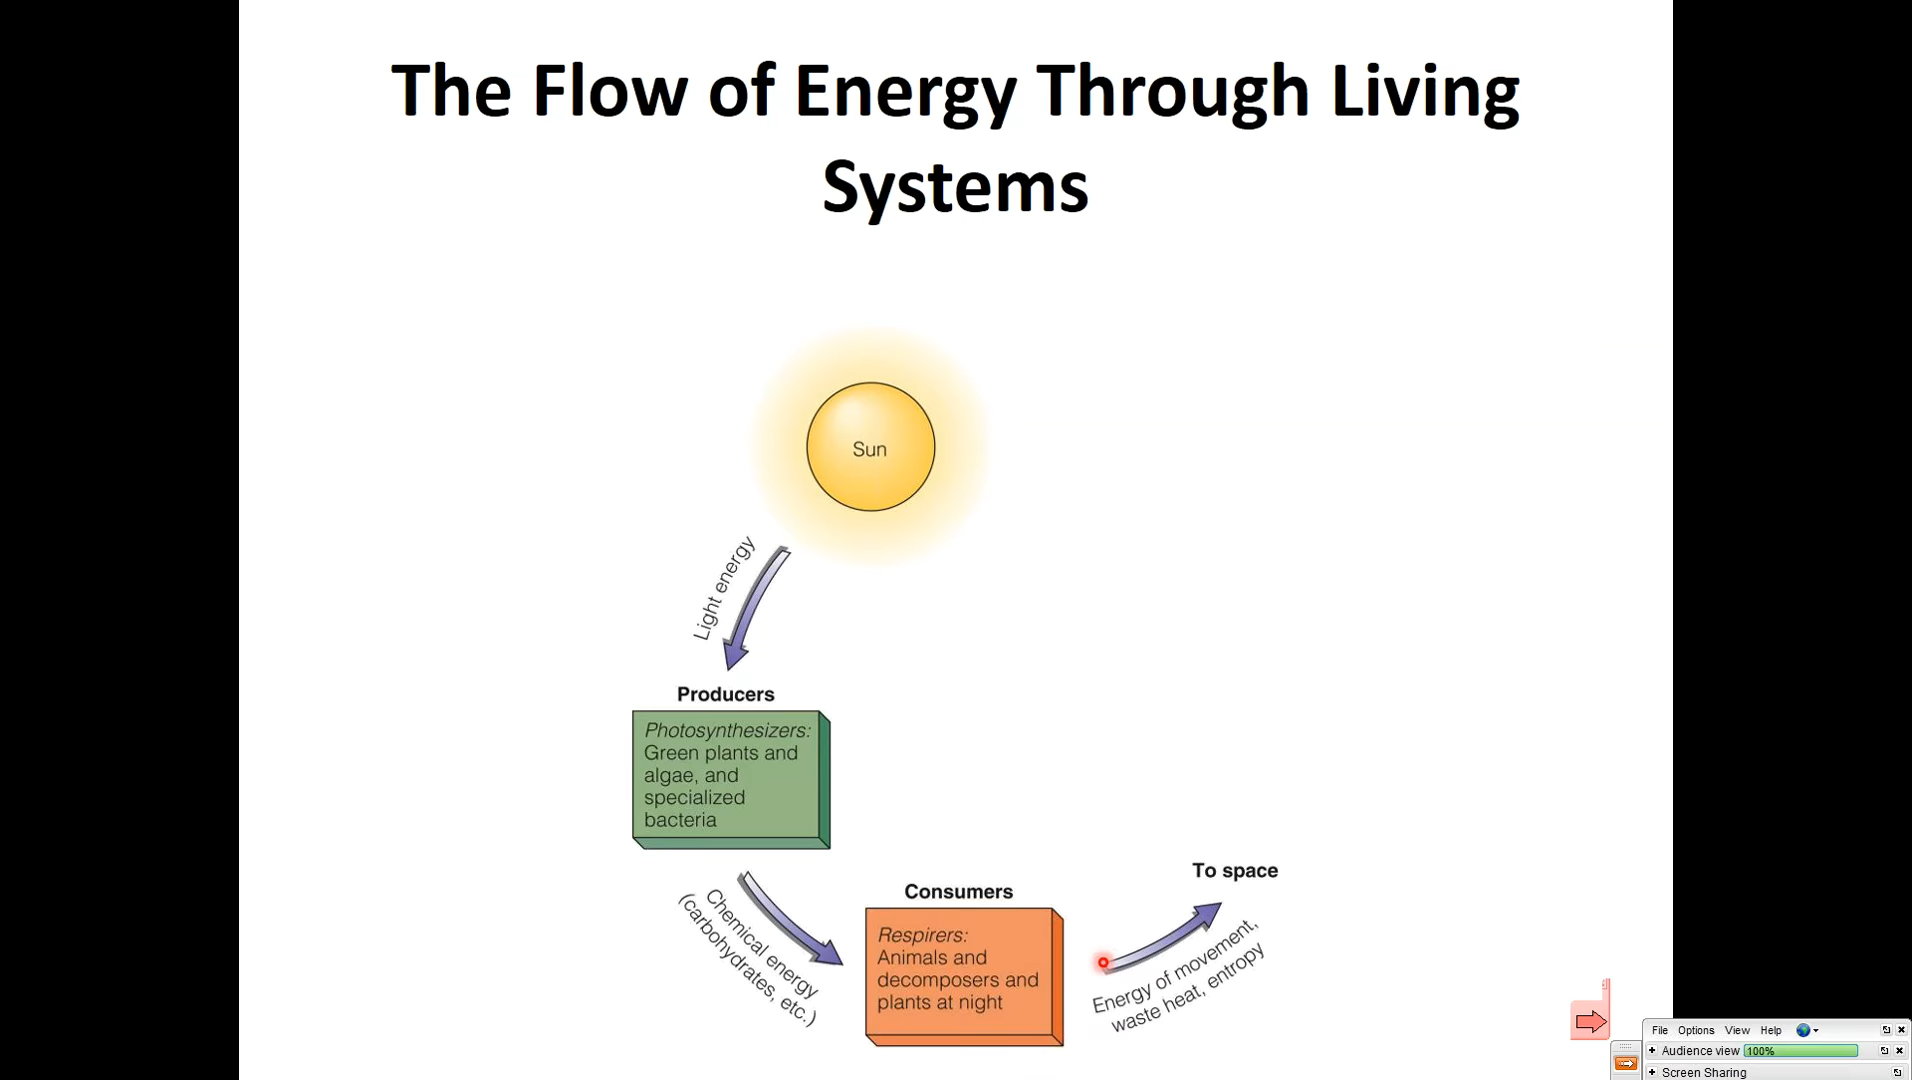 The Flow of Energy Through Living
Systems
Sun
Light energy
Producers
Photosynthesizers:
Green plants and
algae, and
specialized
bacteria
Chemical energy
(carbohydrates, etc.)
Consumers
Respirers:
Animals and
decomposers and
plants at night
To space
Energy of movement,
waste heat, entropy
File Options View Help
Audience view 100%
Screen Sharing